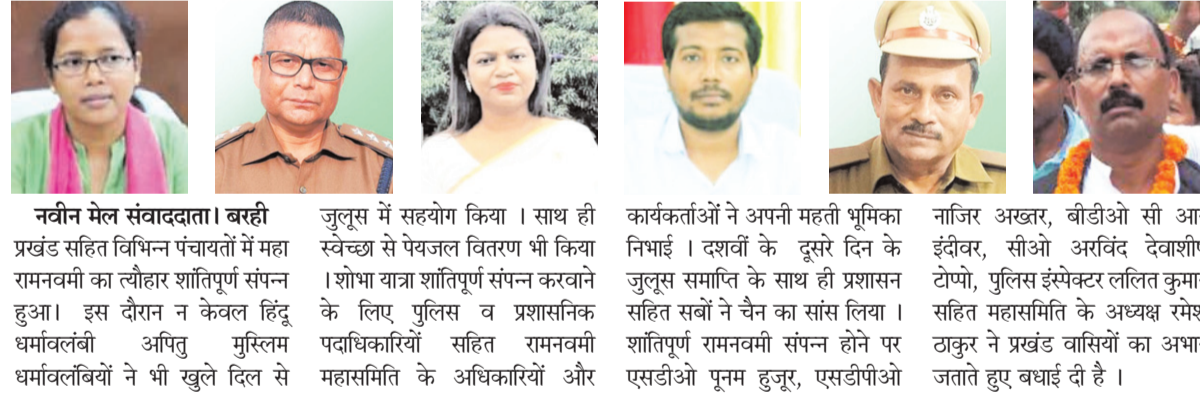 नवीन मेल संवाददाता। बरही
प्रखंड सहित विभिन्न पंचायतों में महा
रामनवमी का त्यौहार शांतिपूर्ण संपन्न
हुआ। इस दौरान न केवल हिंदू
धर्मावलंबी अपितु मुस्लिम
धर्मावलंबियों ने भी खुले दिल से
जुलूस में सहयोग किया । साथ ही
स्वेच्छा से पेयजल वितरण भी किया
। शोभा यात्रा शांतिपूर्ण संपन्न करवाने
के लिए पुलिस व प्रशासनिक
पदाधिकारियों सहित रामनवमी
महासमिति के अधिकारियों और
कार्यकर्ताओं ने अपनी महती भूमिका
निभाई । दशवीं के दूसरे दिन के
जुलूस समाप्ति के साथ ही प्रशासन
सहित सबों ने चैन का सांस लिया ।
शांतिपूर्ण रामनवमी संपन्न होने पर
एसडीओ पूनम हुजूर, एसडीपीओ
नाजिर अख्तर, बीडीओ सी
इंदीवर, सीओ अरविंद
टोप्पो, पुलिस इंस्पेक्टर ललित
सहित महासमिति के अध्यक्ष
ठाकुर ने प्रखंड वासियों का
जताते हुए बधाई दी है ।